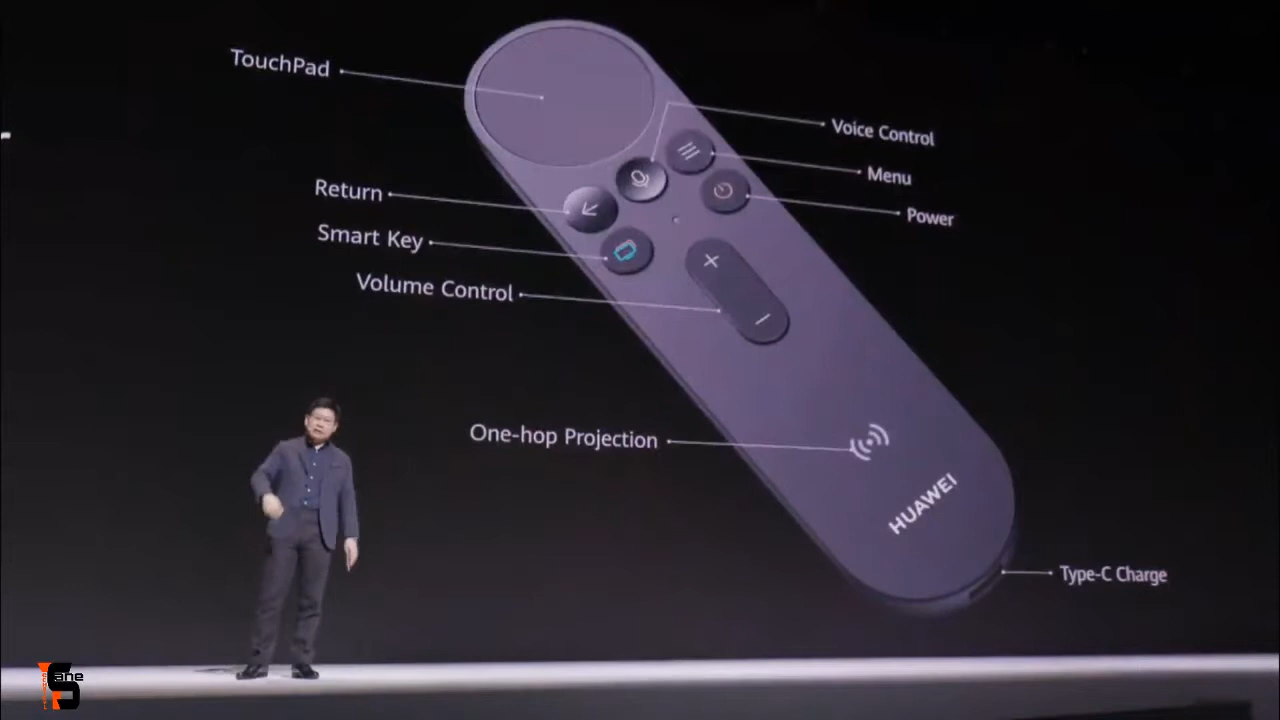 TouchPad
Voice Control
Menu
Return
Power
Smart Key
Volume Control
One-hop Projection
HUAWEI
Type-C Charge